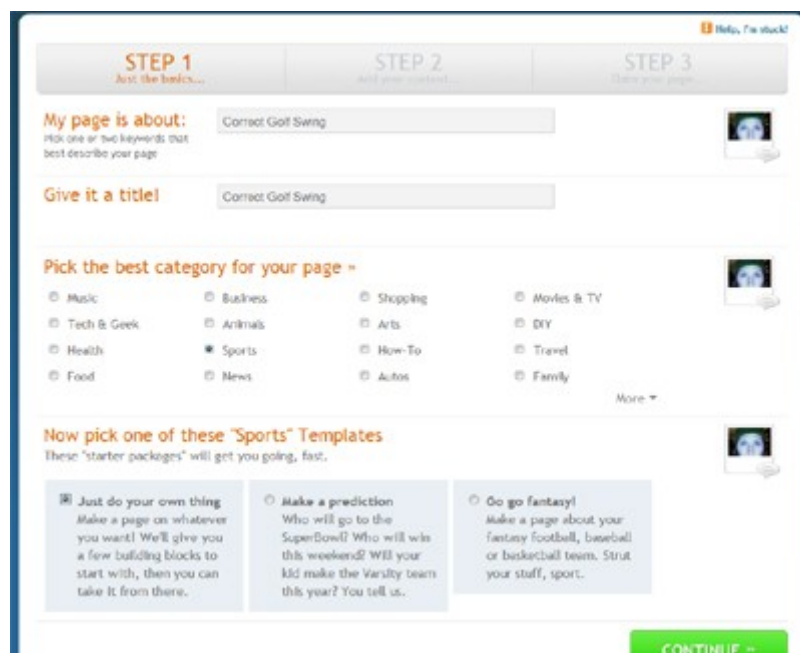 Help, I'm stuck!
STEP 1
Just the basics...
STEP 2
Add your content...
STEP 3
Share your page...
My page is about:
Pick one or two keywords that
best describe your page
Correct Golf Swing
Give it a title!
Correct Golf Swing
Pick the best category for your page »
Music
Business
Shopping
Movies & TV
Tech & Geek
Animals
Arts
DIY
Health
Sports
How-To
Travel
Food
News
Autos
Family
More
Now pick one of these "Sports" Templates
These "starter packages" will get you going, fast.
Just do your own thing
Make a page on whatever
you want! We'll give you
a few building blocks to
start with, then you can
take it from there.
Make a prediction
Who will go to the
SuperBowl? Who will win
this weekend? Will your
kid make the Varsity team
this year? You tell us.
Go go fantasy!
Make a page about your
fantasy football, baseball
or basketball team. Strut
your stuff, sport.
CONTINUE »